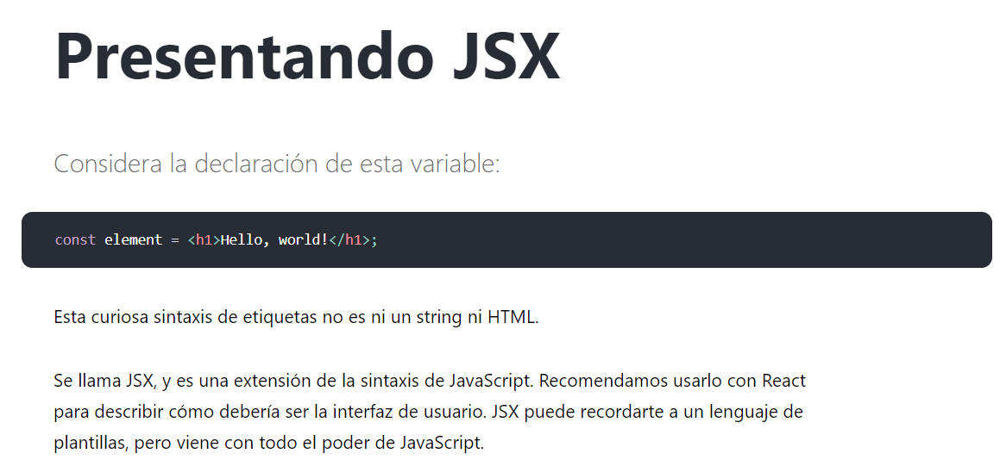 Presentando JSX
Considera la declaración de esta variable:
const element = <h1>Hello, world!</h1>;
Esta curiosa sintaxis de etiquetas no es ni un string ni HTML.
Se llama JSX, y es una extensión de la sintaxis de JavaScript. Recomendamos usarlo con React
para describir cómo debería ser la interfaz de usuario. JSX puede recordarte a un lenguaje de
plantillas, pero viene con todo el poder de JavaScript.